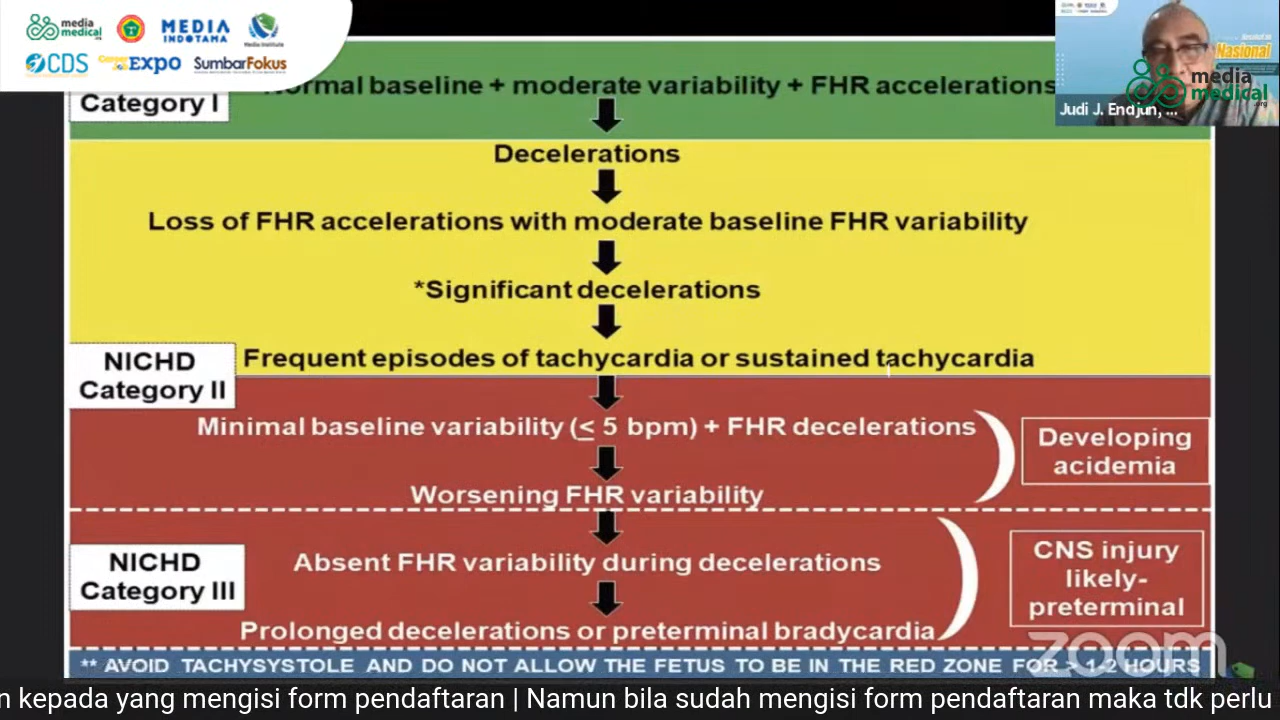 media
medical
.org
MEDIA
INDOTAMA
Media Institute
CDS
Career
Expo
SumbarFokus
Normal baseline + moderate variability + FHR accelerations
Category I
Decelerations
Loss of FHR accelerations with moderate baseline FHR variability
*Significant decelerations
NICHD
Category II
Frequent episodes of tachycardia or sustained tachycardia
Minimal baseline variability (≤ 5 bpm) + FHR decelerations
Developing
acidemia
Worsening FHR variability
NICHD
Category III
Absent FHR variability during decelerations
CNS injury
likely-
preterminal
Prolonged decelerations or preterminal bradycardia
** AVOID TACHYSYSTOLE AND DO NOT ALLOW THE FETUS TO BE IN THE RED ZONE FOR > 1-2 HOURS
zoom
Nasional
media
medical
.org
Judi J. Endjun, ...
n kepada yang mengisi form pendaftaran | Namun bila sudah mengisi form pendaftaran maka tdk perlu